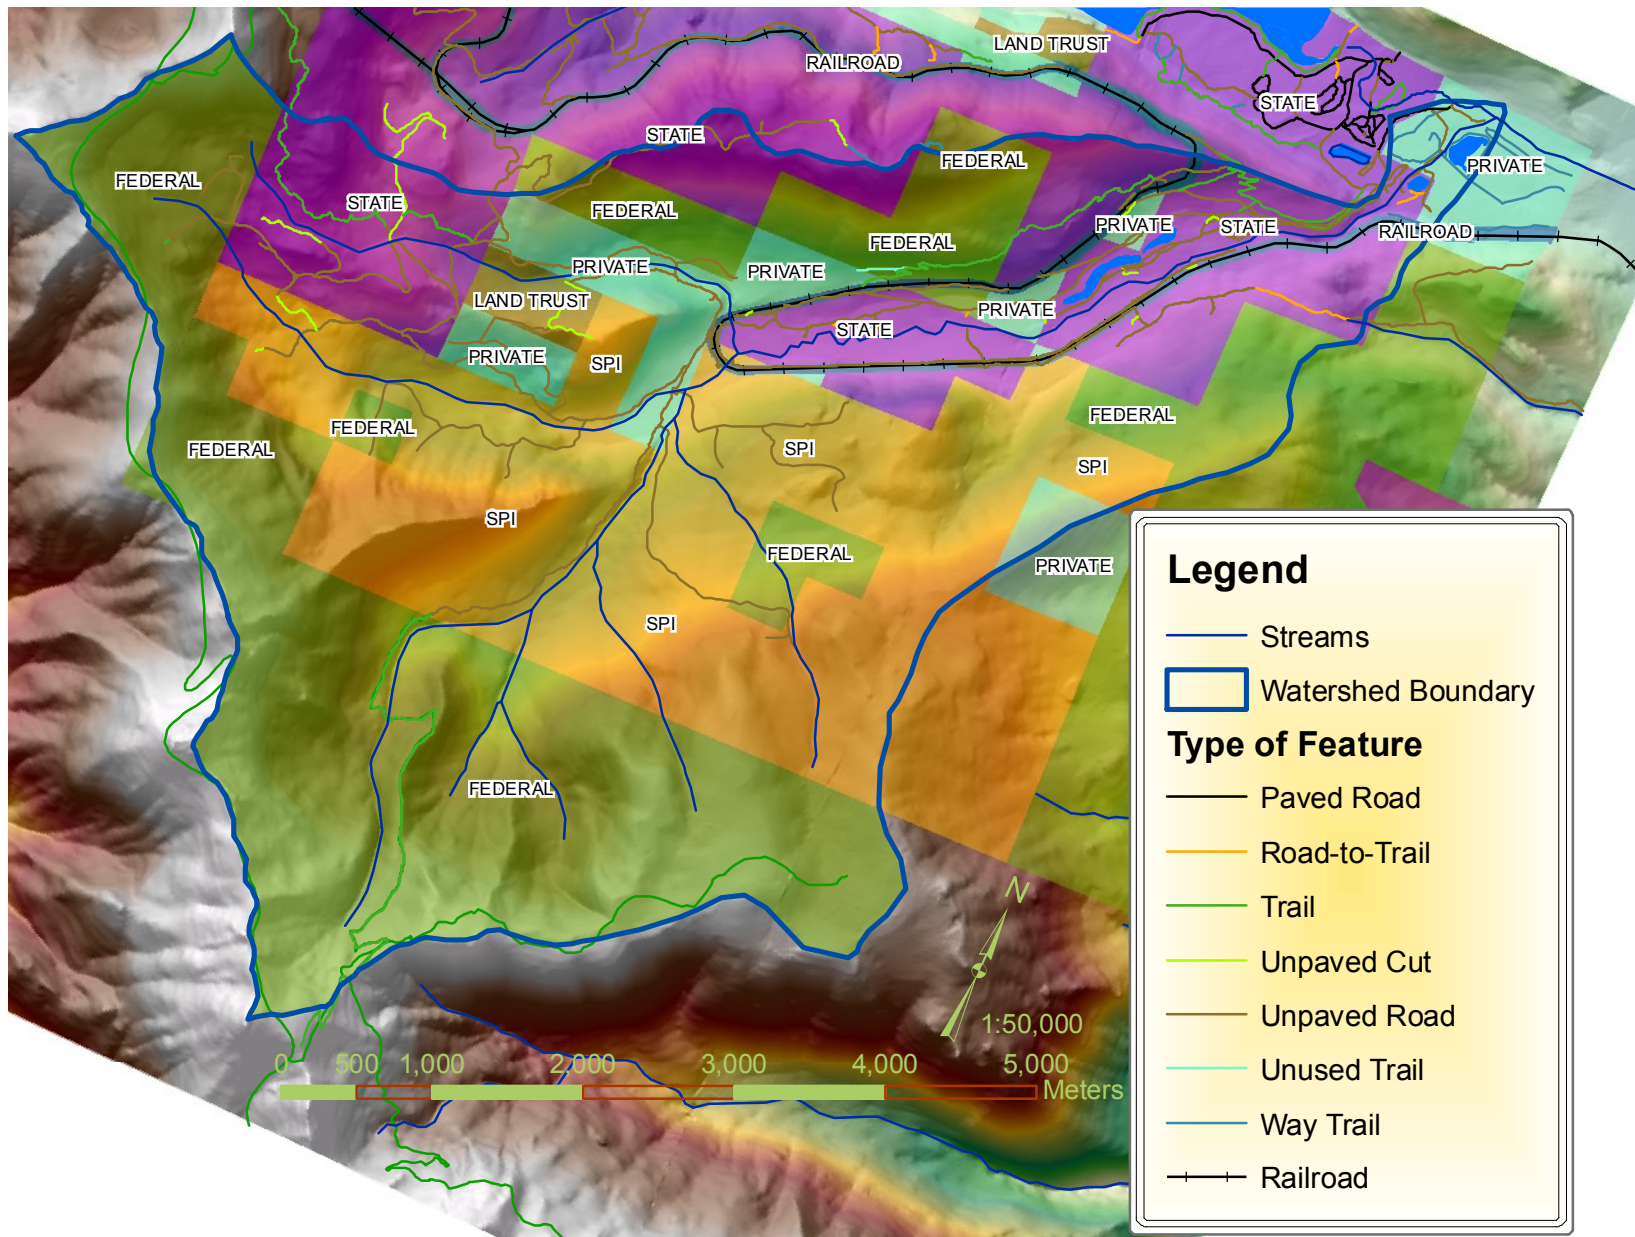 LAND TRUST
RAILROAD
STATE
STATE
FEDERAL
PRIVATE
FEDERAL
STATE
FEDERAL
FEDERAL
PRIVATE
STATE
RAILROAD
PRIVATE
PRIVATE
LAND TRUST
PRIVATE
STATE
PRIVATE
SPI
FEDERAL
FEDERAL
FEDERAL
SPI
SPI
SPI
FEDERAL
PRIVATE
SPI
FEDERAL
N
1:50,000
0 500 1,000 2,000 3,000 4,000 5,000
Meters
Legend
Streams
Watershed Boundary
Type of Feature
Paved Road
Road-to-Trail
Trail
Unpaved Cut
Unpaved Road
Unused Trail
Way Trail
Railroad